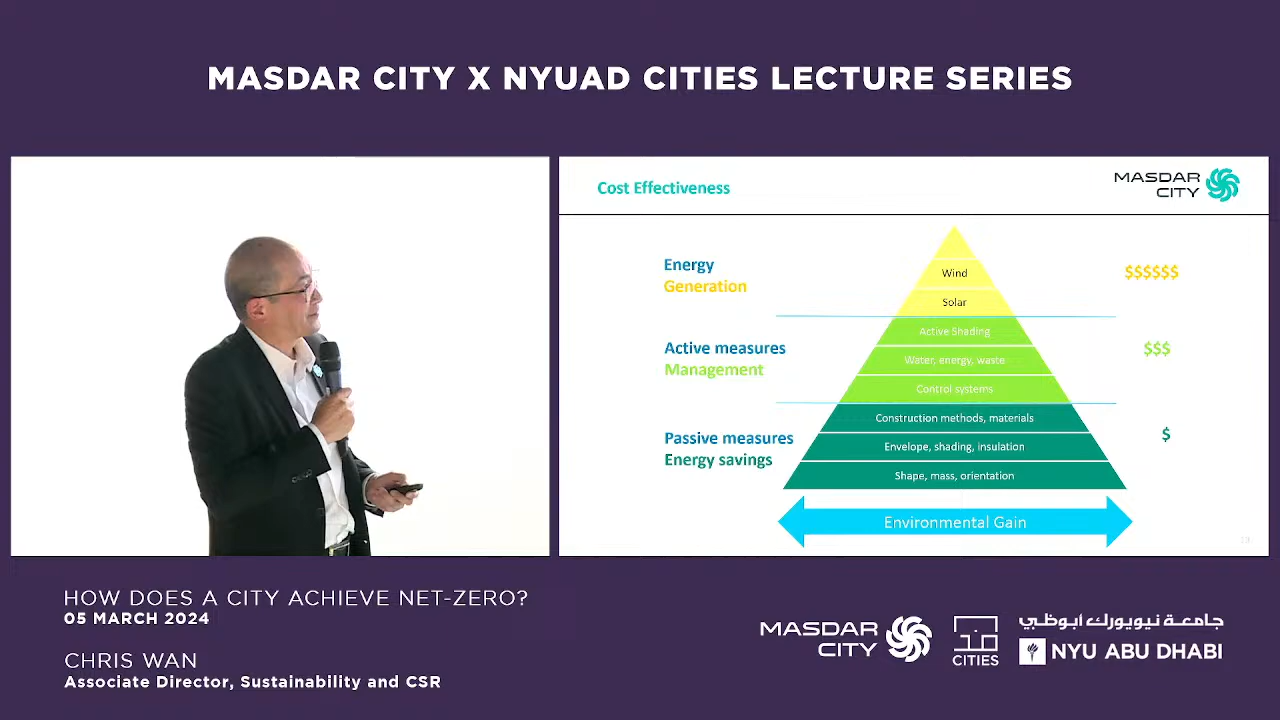 MASDAR CITY X NYUAD CITIES LECTURE SERIES
Cost Effectiveness
MASDAR
CITY
Energy
Generation
Wind
Solar
$$$$$$
Active measures
Management
Active Shading
Water, energy, waste
Control systems
$$$
Passive measures
Energy savings
Construction methods, materials
Envelope, shading, insulation
Shape, mass, orientation
$
Environmental Gain
13
HOW DOES A CITY ACHIEVE NET-ZERO?
05 MARCH 2024
CHRIS WAN
Associate Director, Sustainability and CSR
MASDAR
CITY
CITIES
جامعة نيويورك أبوظبي
NYU ABU DHABI